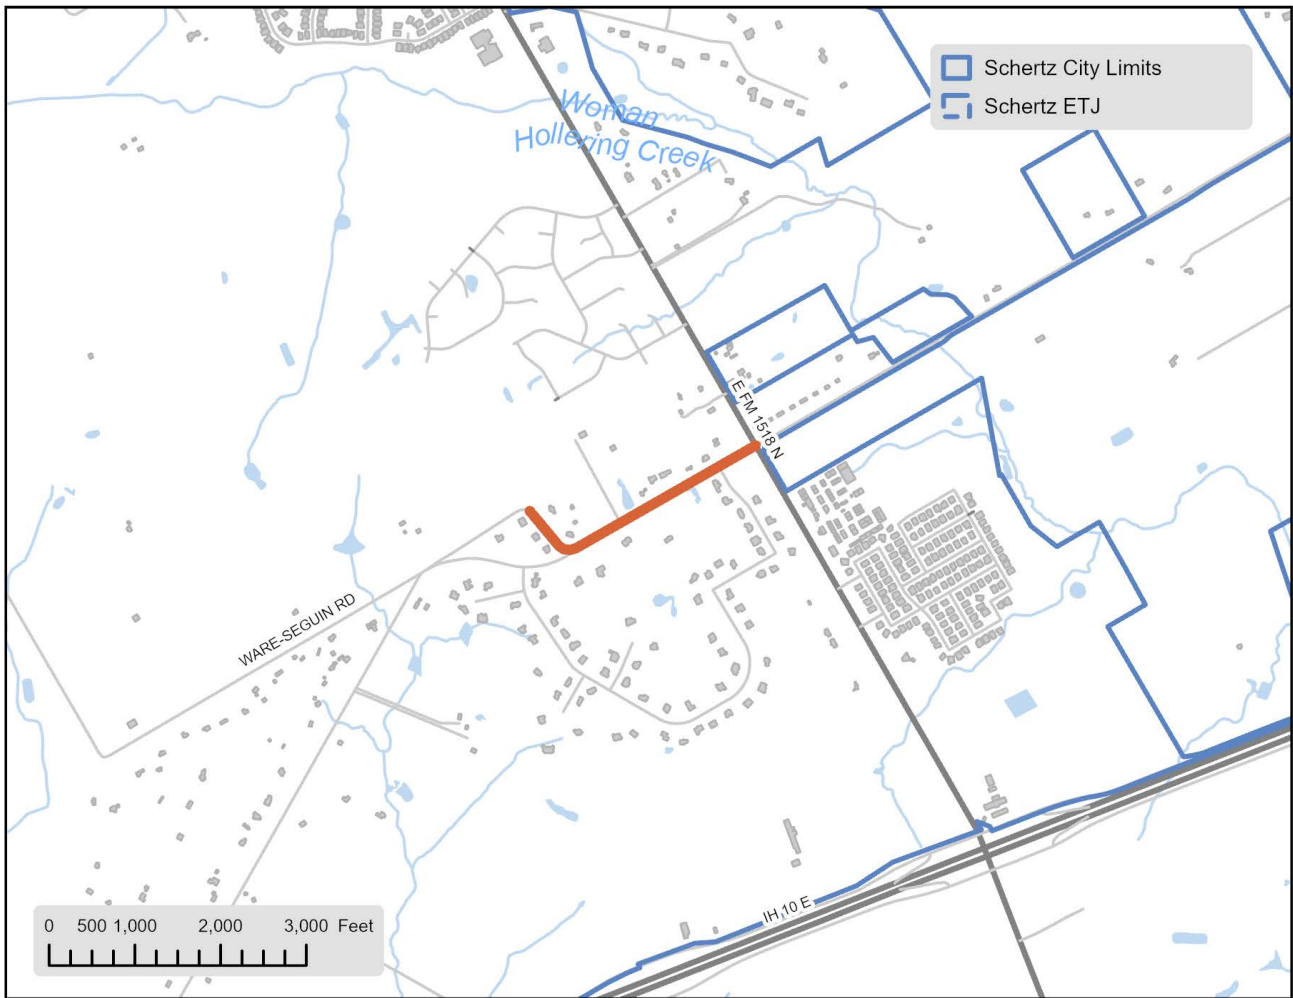 Schertz City Limits
Schertz ETJ
Woman
Hollering Creek
E FM 1518 N
WARE-SEGUIN RD
IH 10 E
0 500 1,000 2,000 3,000 Feet